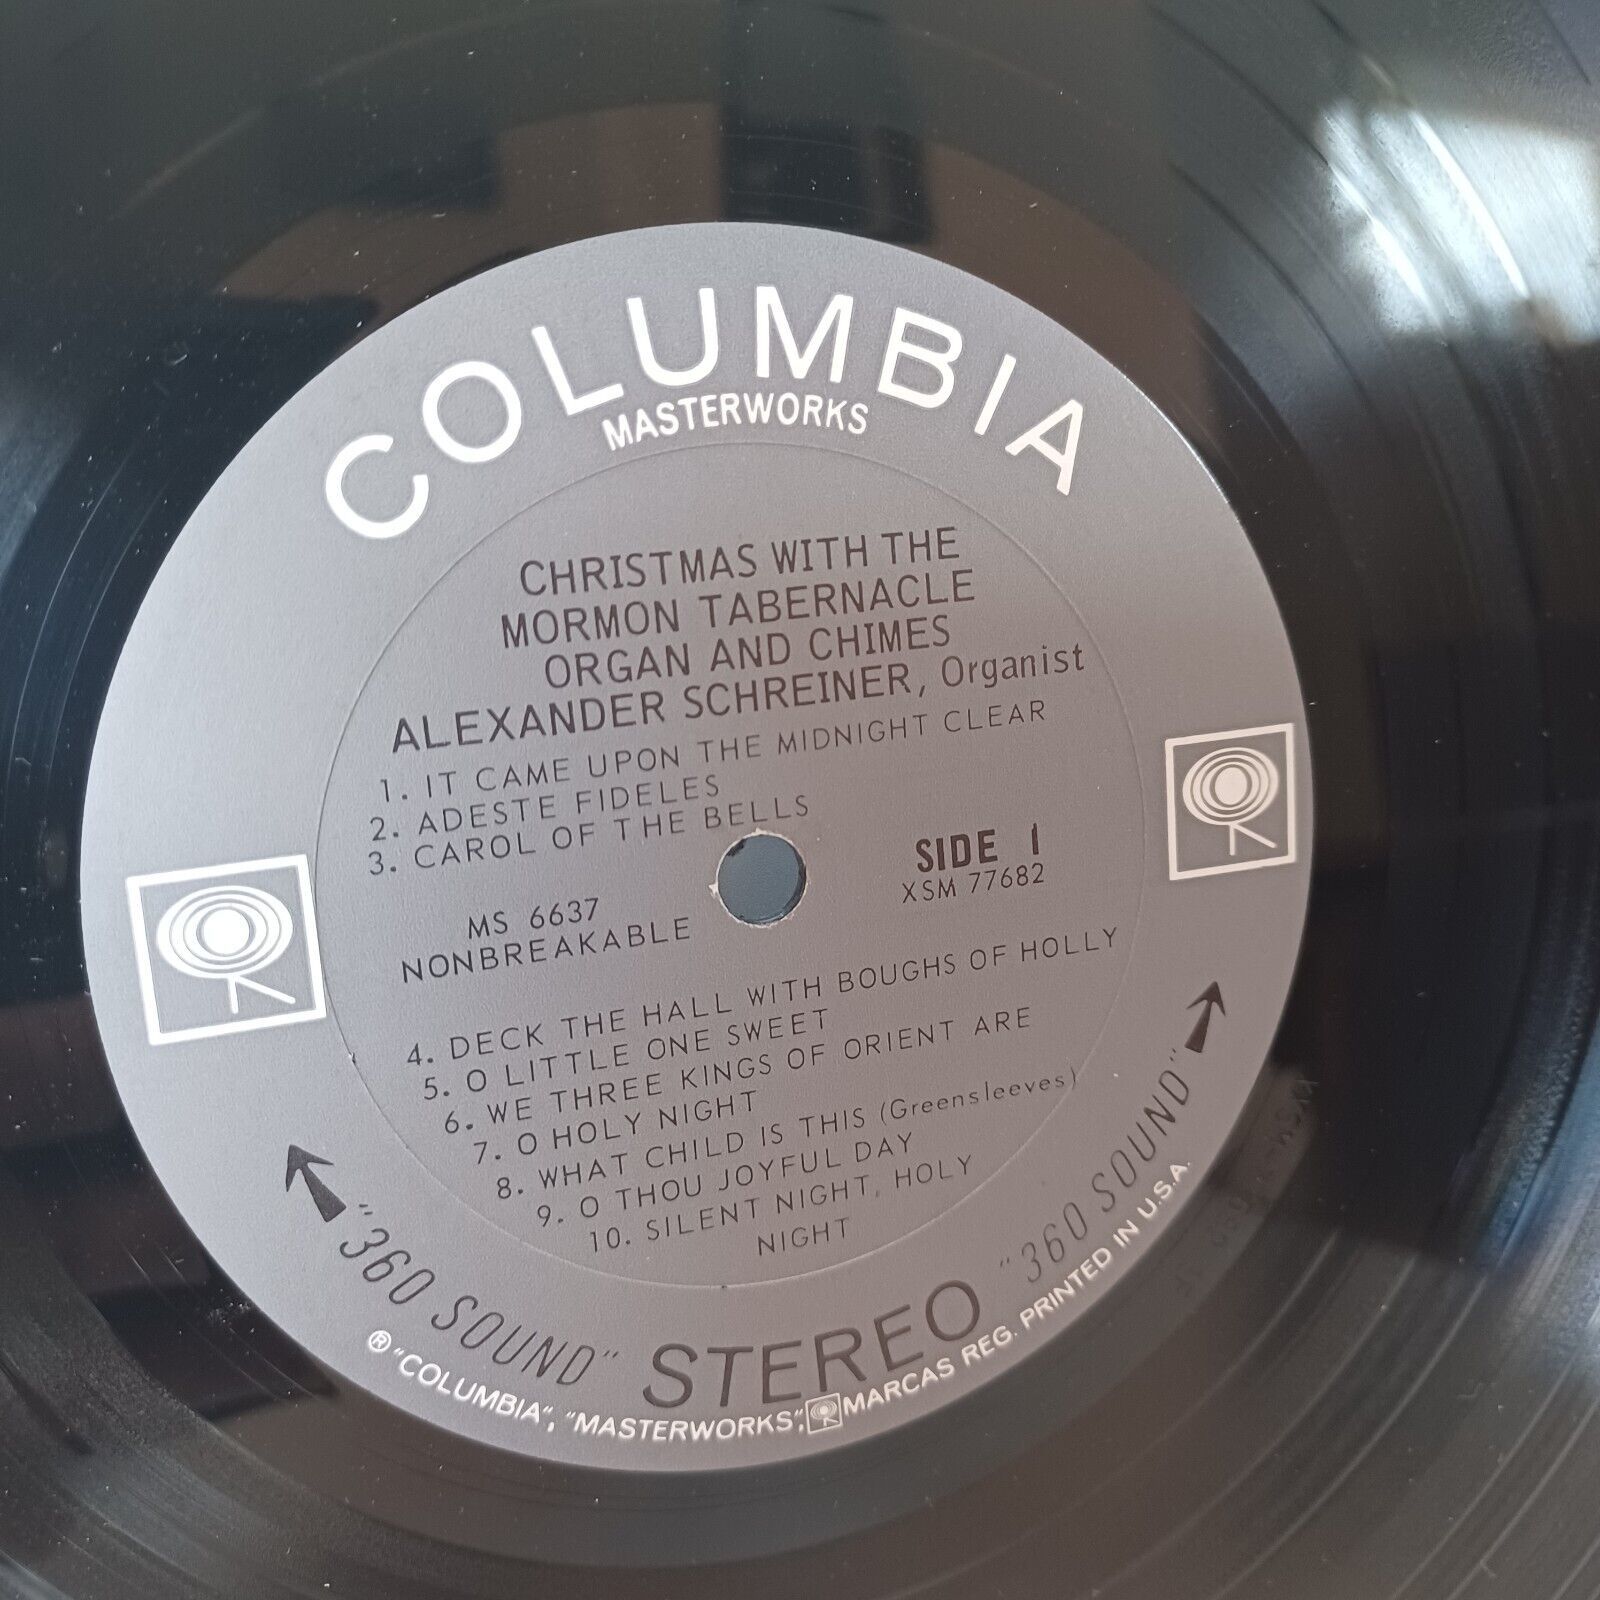 COLUMBIA
MASTERWORKS
CHRISTMAS WITH THE
MORMON TABERNACLE
ORGAN AND CHIMES
ALEXANDER SCHREINER, Organist
1. IT CAME UPON THE MIDNIGHT CLEAR
2. ADESTE FIDELES
3. CAROL OF THE BELLS
MS 6637
NONBREAKABLE
SIDE 1
XSM 77682
4. DECK THE HALL WITH BOUGHS OF HOLLY
5. O LITTLE ONE SWEET
6. WE THREE KINGS OF ORIENT ARE
7. O HOLY NIGHT
8. WHAT CHILD IS THIS (Greensleeves)
9. O THOU JOYFUL DAY
10. SILENT NIGHT, HOLY
NIGHT
"360 SOUND" STEREO "360 SOUND"
® "COLUMBIA", "MASTERWORKS", MARCAS REG. PRINTED IN U.S.A.